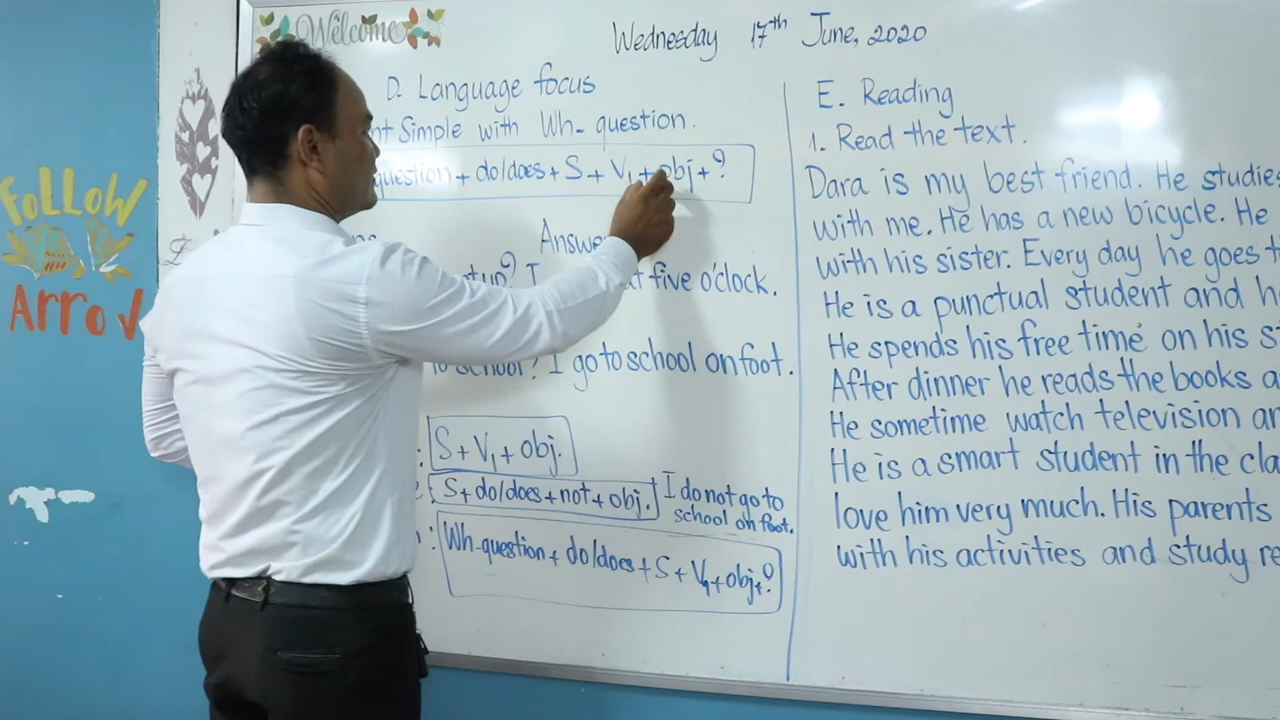 Welcome
Wednesday 17th June, 2020
FOLLOW
Arrow
D. Language focus
Simple with Wh- question.
question + do/does + S + V1 + obj + ?
five o'clock.
to school? I go to school on foot.
S + V1 + obj.
S + do/does + not + obj. I do not go to
school on foot.
Wh-question + do/does + S + V1 + obj + ?
E. Reading
1. Read the text.
Dara is my best friend. He studies
with me. He has a new bicycle. He
with his sister. Every day he goes
He is a punctual student and
He spends his free time on his
After dinner he reads the books
He sometime watch television
He is a smart student in the
love him very much. His parents
with his activities and study